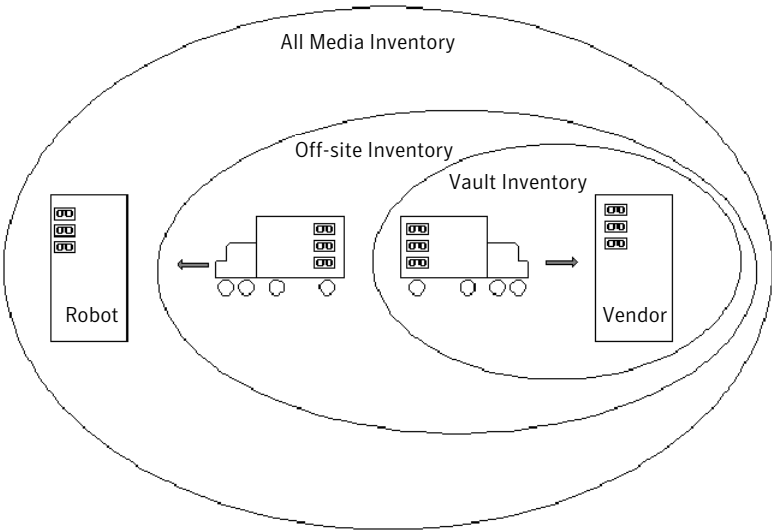 All Media Inventory
Off-site Inventory
Vault Inventory
Robot
Vendor